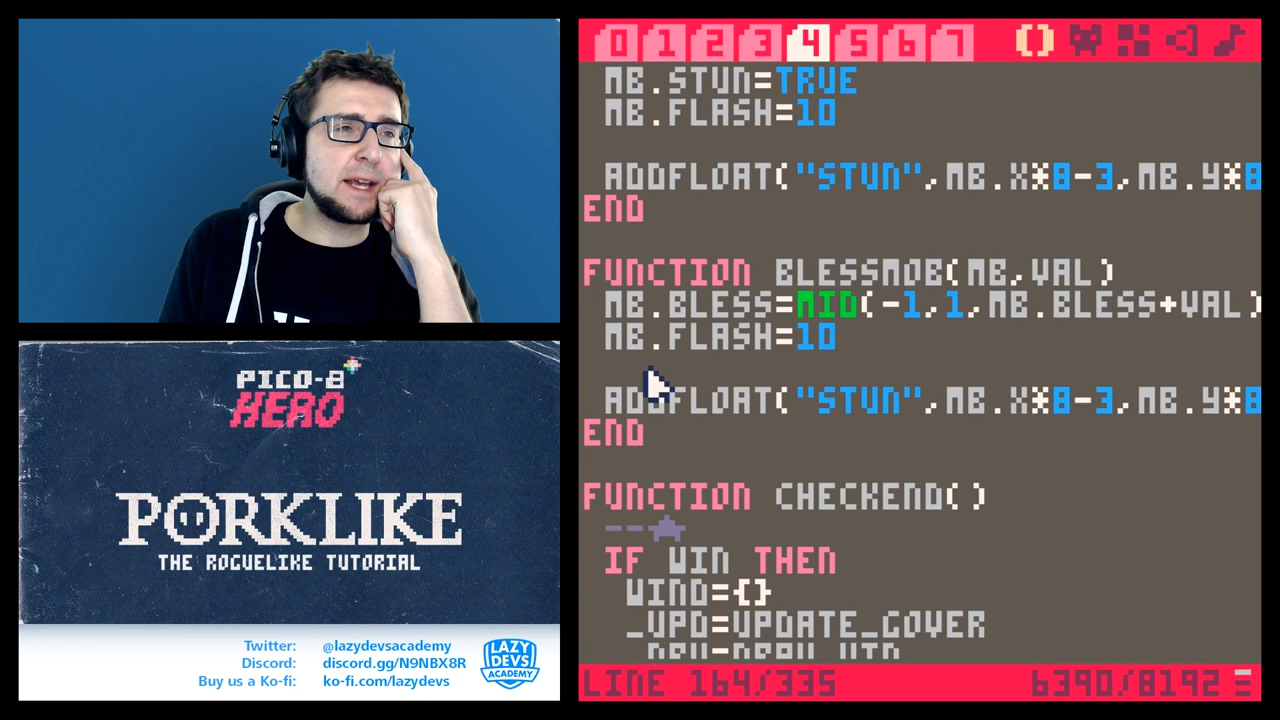 0 1 2 3 4 5 6 7 ()
MB.STUN=TRUE
MB.FLASH=10
ADDFLOAT("STUN",MB.X*8-3,MB.Y*8
END
FUNCTION BLESSMOB(MB,VAL)
MB.BLESS=MID(-1,1,MB.BLESS+VAL)
MB.FLASH=10
ADDFLOAT("STUN",MB.X*8-3,MB.Y*8
END
FUNCTION CHECKEND()
--
IF WIN THEN
WIND={}
_UPD=UPDATE_GOVER
LINE 164/335 6390/8192
PICO-8
HERO
PORKLIKE
THE ROGUELIKE TUTORIAL
Twitter: @lazydevsacademy
Discord: discord.gg/N9NBX8R
Buy us a Ko-fi: ko-fi.com/lazydevs
LAZY
DEVS
ACADEMY